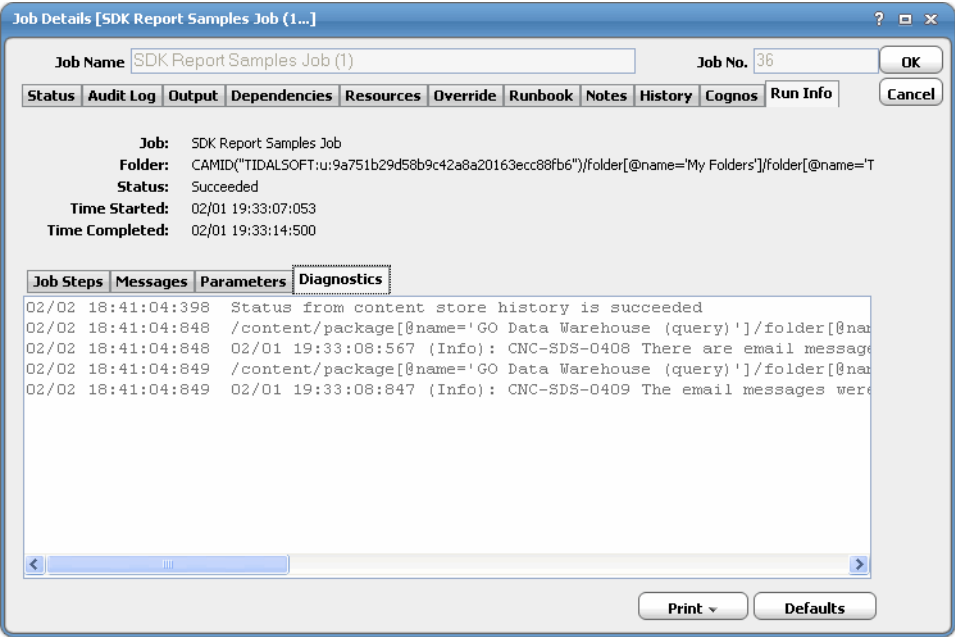 Job Details [SDK Report Samples Job (1...]
?
Job Name SDK Report Samples Job (1) Job No. 36 OK
Cancel
Status Audit Log Output Dependencies Resources Override Runbook Notes History Cognos Run Info
Job: SDK Report Samples Job
Folder: CAMID("TIDALSOFT:u:9a751b29d58b9c42a8a20163ecc88fb6")/folder[@name='My Folders']/folder[@name='T
Status: Succeeded
Time Started: 02/01 19:33:07:053
Time Completed: 02/01 19:33:14:500
Job Steps Messages Parameters Diagnostics
02/02 18:41:04:398 Status from content store history is succeeded
02/02 18:41:04:848 /content/package[@name='GO Data Warehouse (query)']/folder[@nam
02/02 18:41:04:848 02/01 19:33:08:567 (Info): CNC-SDS-0408 There are email message
02/02 18:41:04:849 /content/package[@name='GO Data Warehouse (query)']/folder[@nam
02/02 18:41:04:849 02/01 19:33:08:847 (Info): CNC-SDS-0409 The email messages were
Print Defaults